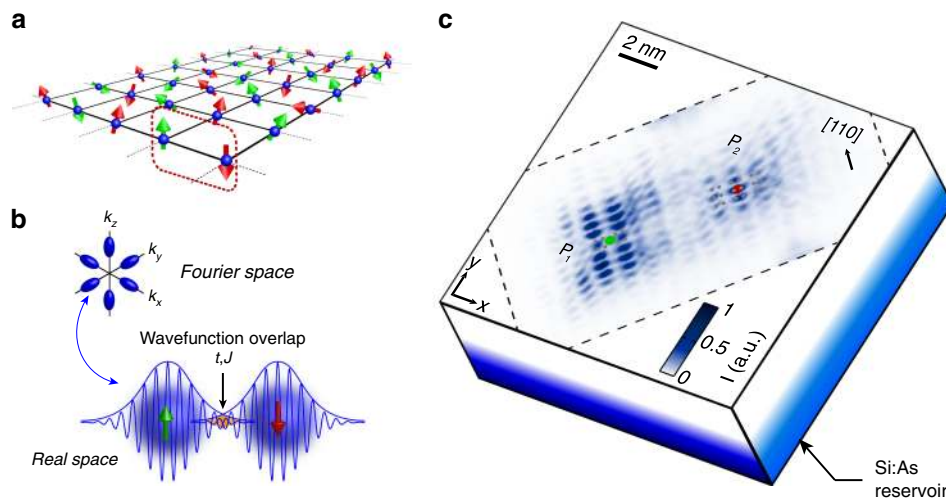 a
b
k_z
k_y
k_x
Fourier space
Wavefunction overlap
t,J
Real space
c
2 nm
[110]
P_2
P_1
y
x
1
0.5
0
I (a.u.)
Si:As
reservoir